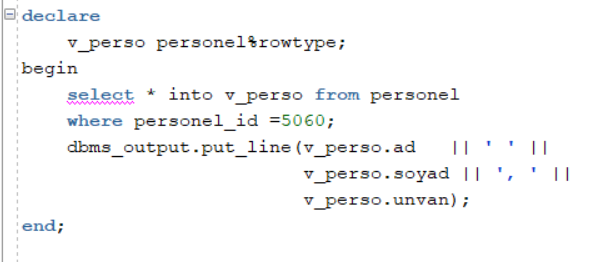 declare
    v_perso personel%rowtype;
begin
    select * into v_perso from personel
    where personel_id =5060;
    dbms_output.put_line(v_perso.ad   || ' ' ||
                         v_perso.soyad || ', ' ||
                         v_perso.unvan);
end;